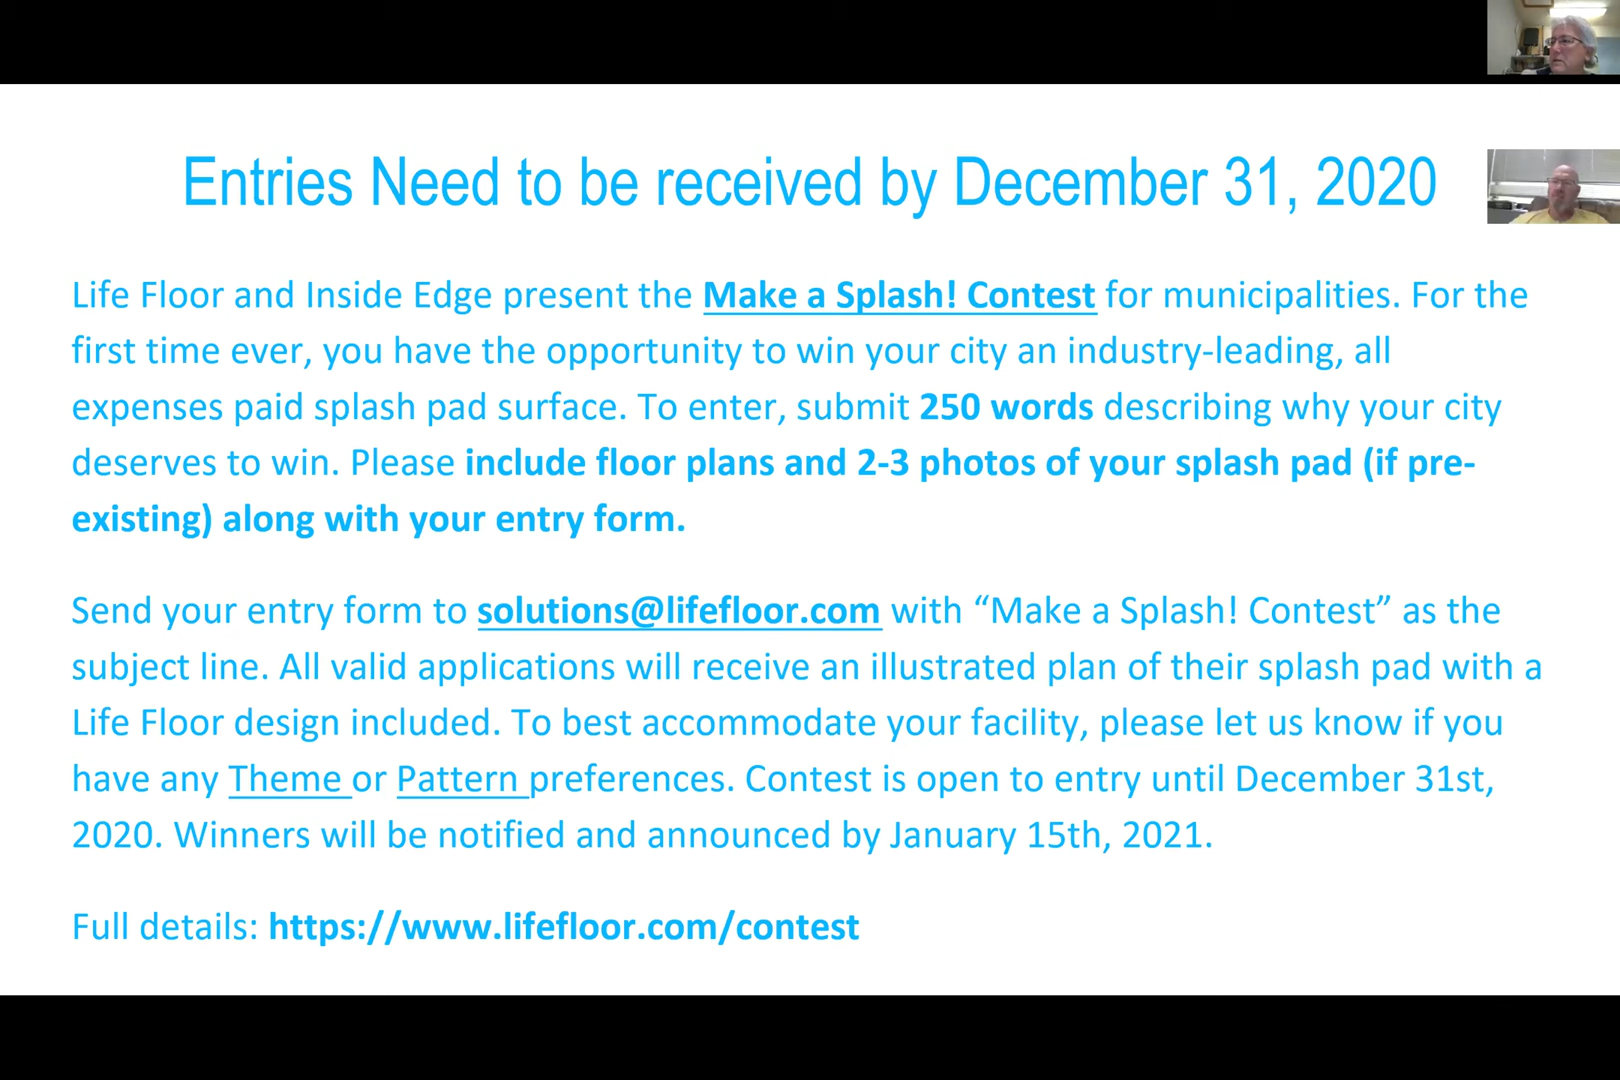 Entries Need to be received by December 31, 2020
Life Floor and Inside Edge present the Make a Splash! Contest for municipalities. For the
first time ever, you have the opportunity to win your city an industry-leading, all
expenses paid splash pad surface. To enter, submit 250 words describing why your city
deserves to win. Please include floor plans and 2-3 photos of your splash pad (if pre-
existing) along with your entry form.
Send your entry form to solutions@lifefloor.com with “Make a Splash! Contest” as the
subject line. All valid applications will receive an illustrated plan of their splash pad with a
Life Floor design included. To best accommodate your facility, please let us know if you
have any Theme or Pattern preferences. Contest is open to entry until December 31st,
2020. Winners will be notified and announced by January 15th, 2021.
Full details: https://www.lifefloor.com/contest